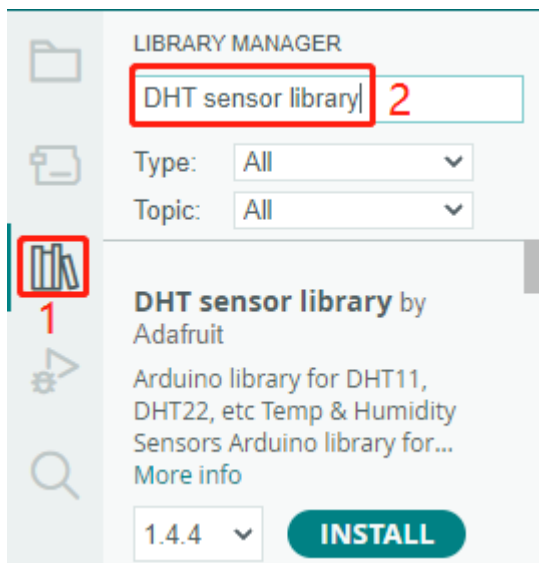 LIBRARY MANAGER
DHT sensor library 2
Type: All
Topic: All
1
DHT sensor library by
Adafruit
Arduino library for DHT11,
DHT22, etc Temp & Humidity
Sensors Arduino library for...
More info
1.4.4 INSTALL